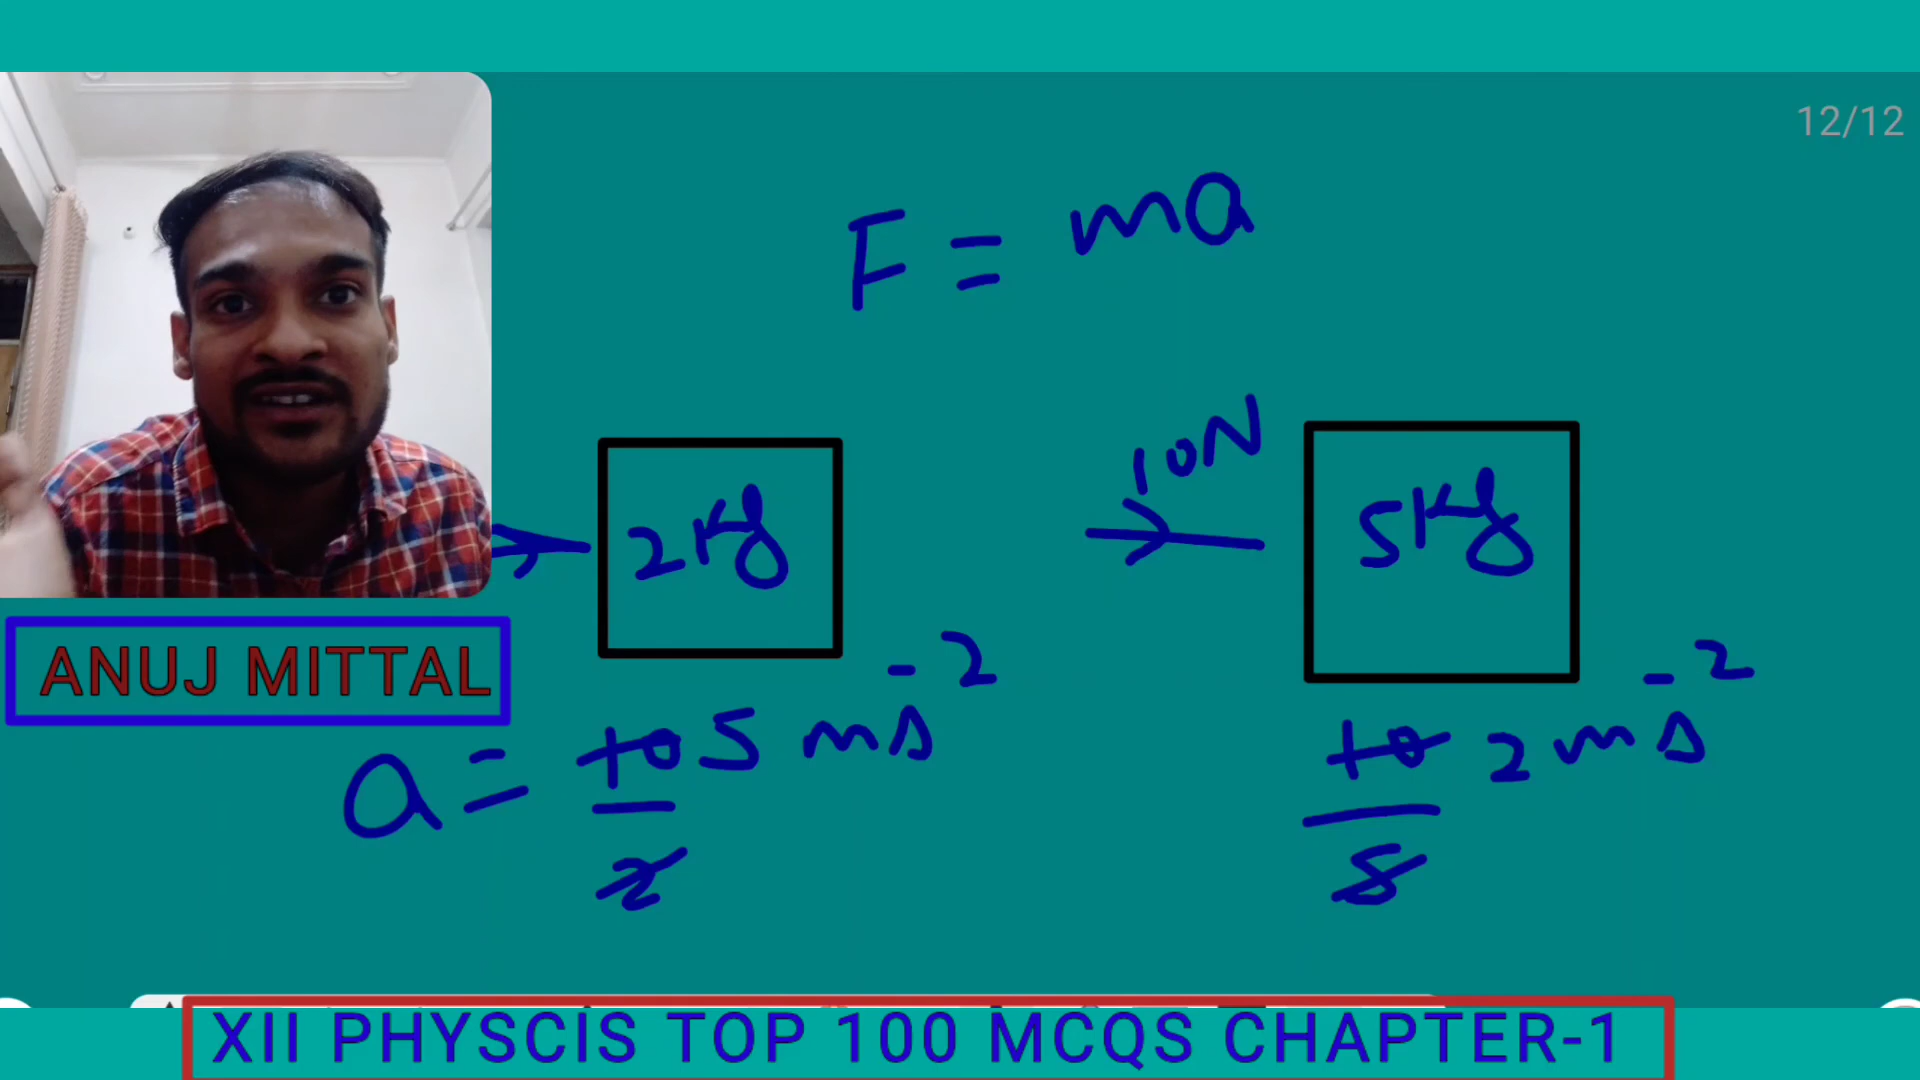 12/12
F = ma
10N
2Kg
5Kg
ANUJ MITTAL
a = 10/2 5 ms-2
10/5 2 ms-2
XII PHYSCIS TOP 100 MCQS CHAPTER-1